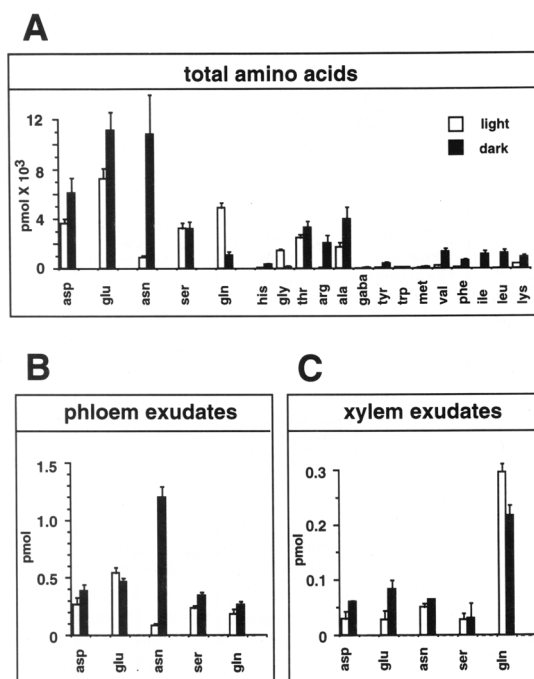 A
total amino acids
12
8
4
0
pmol X 10³
light
dark
asp
glu
asn
ser
gln
his
gly
thr
arg
ala
gaba
tyr
trp
met
val
phe
ile
leu
lys
B
phloem exudates
1.5
1.0
0.5
0
pmol
asp
glu
asn
ser
gln
C
xylem exudates
0.3
0.2
0.1
0
pmol
asp
glu
asn
ser
gln